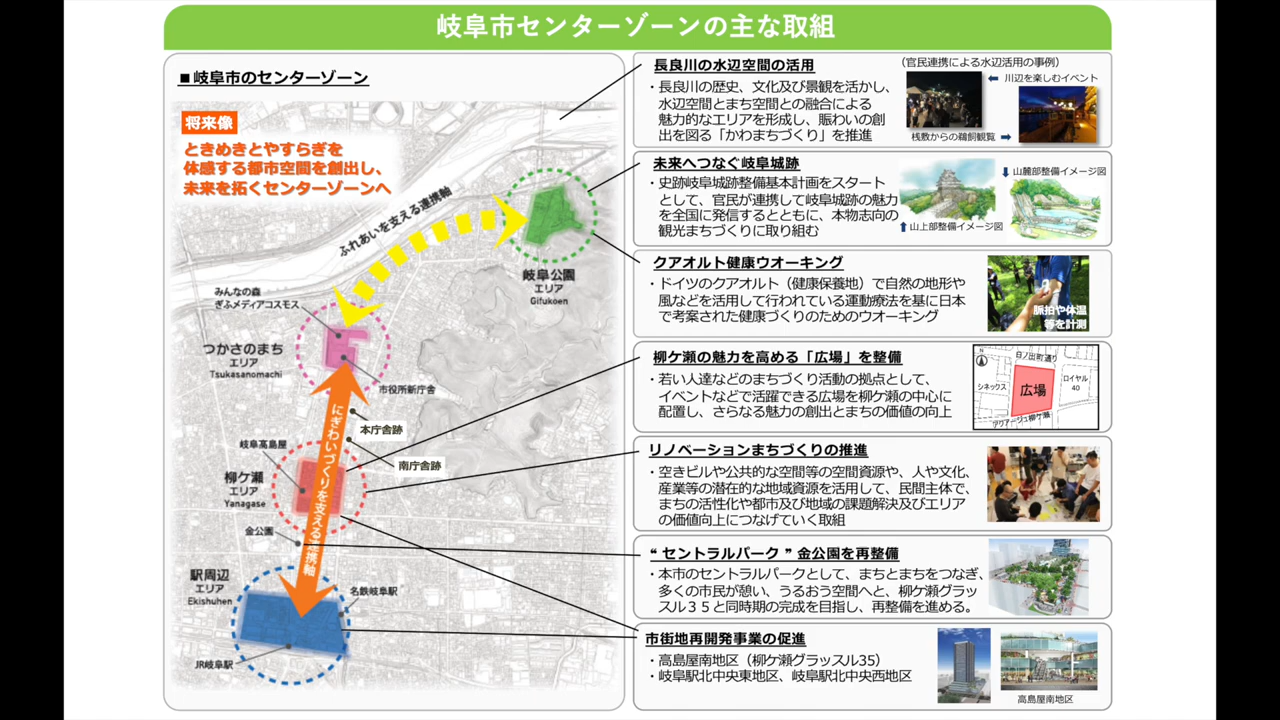 岐阜市センターゾーンの主な取組
■岐阜市のセンターゾーン
将来像
ときめきとやすらぎを
体感する都市空間を創出し、
未来を拓くセンターゾーンへ
ふれあいを支える連携軸
岐阜公園
エリア
Gifukoen
みんなの森
ぎふメディアコスモス
つかさのまち
エリア
Tsukasanomachi
市役所新庁舎
にぎわいづくりを支える連携軸
本庁舎跡
岐阜高島屋
南庁舎跡
柳ケ瀬
エリア
Yanagase
金公園
駅周辺
エリア
Ekishuhen
名鉄岐阜駅
JR岐阜駅
長良川の水辺空間の活用
・長良川の歴史、文化及び景観を活かし、
水辺空間とまち空間との融合による
魅力的なエリアを形成し、賑わいの創
出を図る「かわまちづくり」を推進
（官民連携による水辺活用の事例）
川辺を楽しむイベント
桟敷からの鵜飼観覧
未来へつなぐ岐阜城跡
・史跡岐阜城跡整備基本計画をスタート
として、官民が連携して岐阜城跡の魅力
を全国に発信するとともに、本物志向の
観光まちづくりに取り組む
山麓部整備イメージ図
山上部整備イメージ図
クアオルト健康ウオーキング
・ドイツのクアオルト（健康保養地）で自然の地形や
風などを活用して行われている運動療法を基に日本
で考案された健康づくりのためのウオーキング
脈拍や体温
等を計測
柳ケ瀬の魅力を高める「広場」を整備
・若い人達などのまちづくり活動の拠点として、
イベントなどで活躍できる広場を柳ケ瀬の中心に
配置し、さらなる魅力の創出とまちの価値の向上
N
日ノ出町通り
シネックス
広場
ロイヤル
40
アクアージュ柳ケ瀬
リノベーションまちづくりの推進
・空きビルや公共的な空間等の空間資源や、人や文化、
産業等の潜在的な地域資源を活用して、民間主体で、
まちの活性化や都市及び地域の課題解決及びエリア
の価値向上につなげていく取組
“ セントラルパーク ” 金公園を再整備
・本市のセントラルパークとして、まちとまちをつなぎ、
多くの市民が憩い、うるおう空間へと、柳ケ瀬グラッ
スル３５と同時期の完成を目指し、再整備を進める。
市街地再開発事業の促進
・高島屋南地区（柳ケ瀬グラッスル35）
・岐阜駅北中央東地区、岐阜駅北中央西地区
高島屋南地区